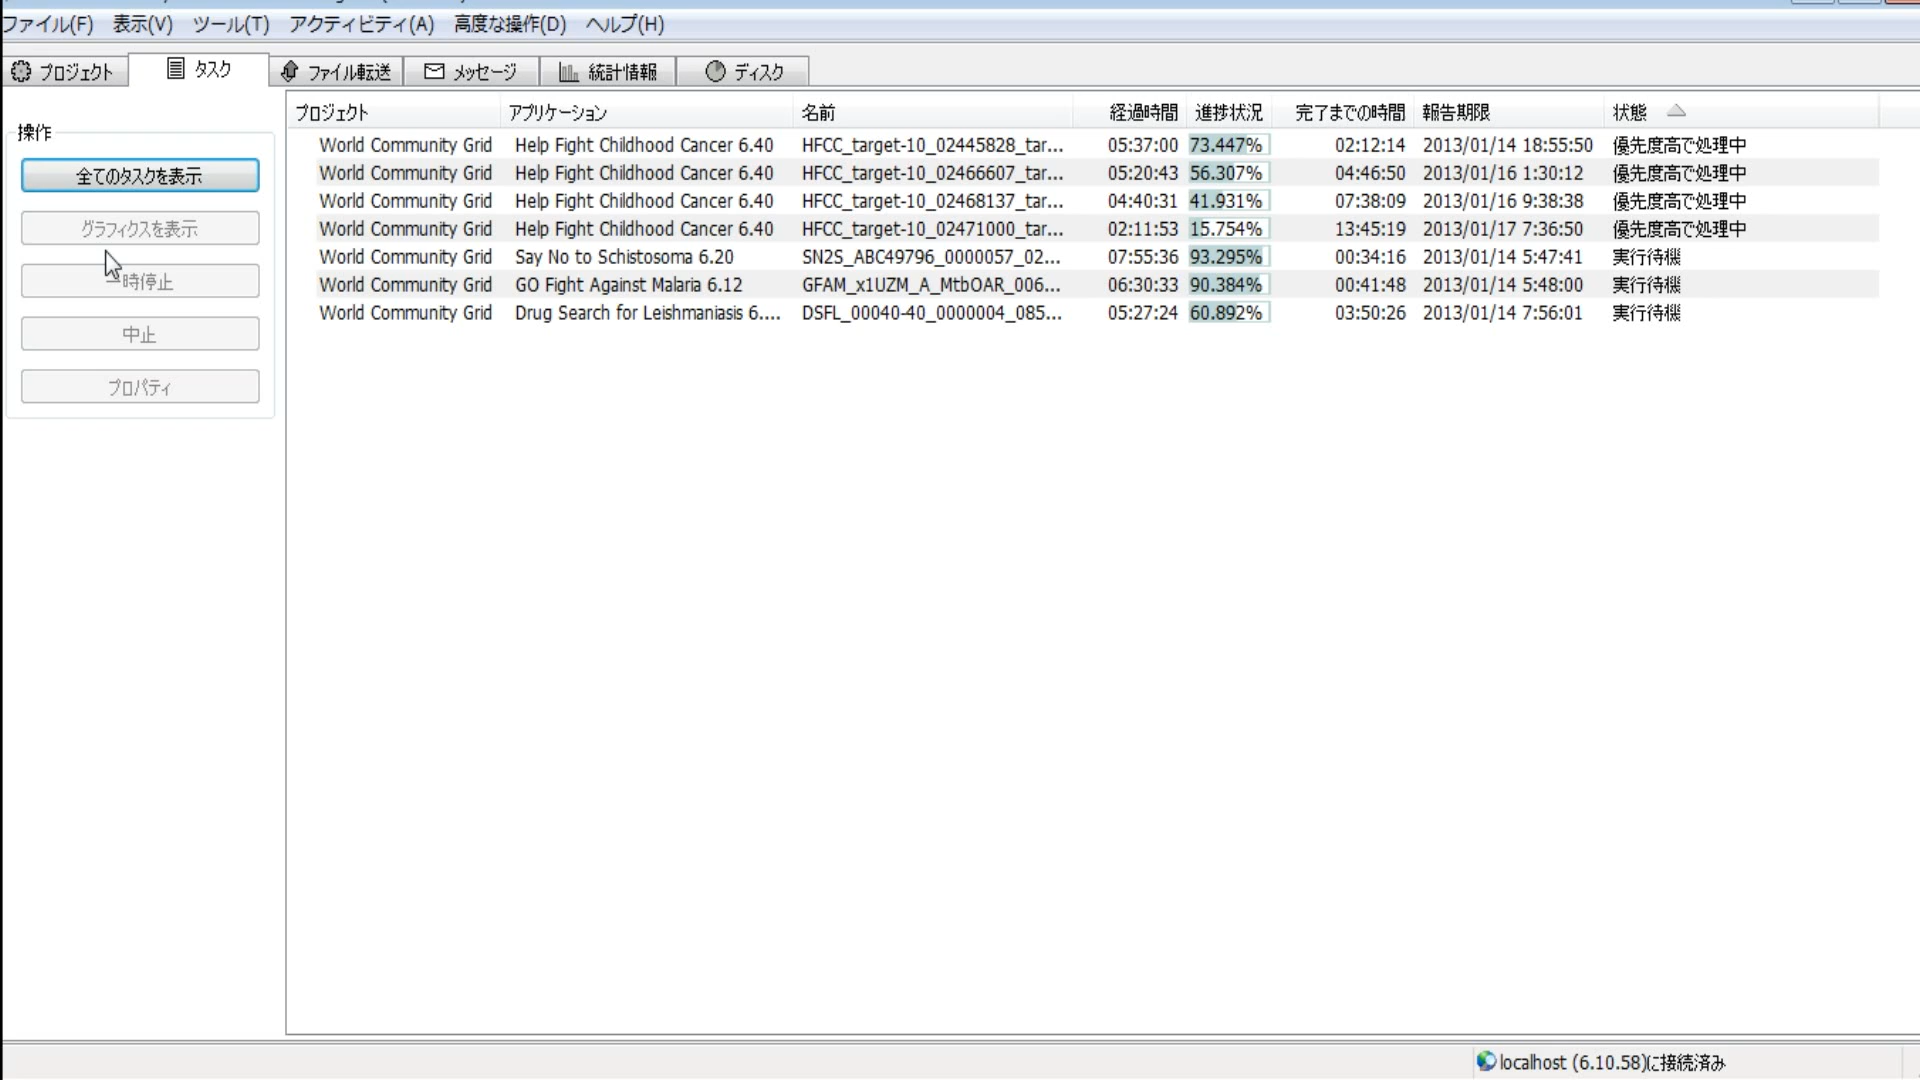 ファイル(F) 表示(V) ツール(T) アクティビティ(A) 高度な操作(D) ヘルプ(H)
プロジェクト タスク ファイル転送 メッセージ 統計情報 ディスク
操作
全てのタスクを表示
グラフィクスを表示
一時停止
中止
プロパティ
プロジェクト アプリケーション 名前 経過時間 進捗状況 完了までの時間 報告期限 状態
World Community Grid Help Fight Childhood Cancer 6.40 HFCC_target-10_02445828_tar... 05:37:00 73.447% 02:12:14 2013/01/14 18:55:50 優先度高で処理中
World Community Grid Help Fight Childhood Cancer 6.40 HFCC_target-10_02466607_tar... 05:20:43 56.307% 04:46:50 2013/01/16 1:30:12 優先度高で処理中
World Community Grid Help Fight Childhood Cancer 6.40 HFCC_target-10_02468137_tar... 04:40:31 41.931% 07:38:09 2013/01/16 9:38:38 優先度高で処理中
World Community Grid Help Fight Childhood Cancer 6.40 HFCC_target-10_02471000_tar... 02:11:53 15.754% 13:45:19 2013/01/17 7:36:50 優先度高で処理中
World Community Grid Say No to Schistosoma 6.20 SN2S_ABC49796_0000057_02... 07:55:36 93.295% 00:34:16 2013/01/14 5:47:41 実行待機
World Community Grid GO Fight Against Malaria 6.12 GFAM_x1UZM_A_MtbOAR_006... 06:30:33 90.384% 00:41:48 2013/01/14 5:48:00 実行待機
World Community Grid Drug Search for Leishmaniasis 6.... DSFL_00040-40_0000004_085... 05:27:24 60.892% 03:50:26 2013/01/14 7:56:01 実行待機
localhost (6.10.58)に接続済み